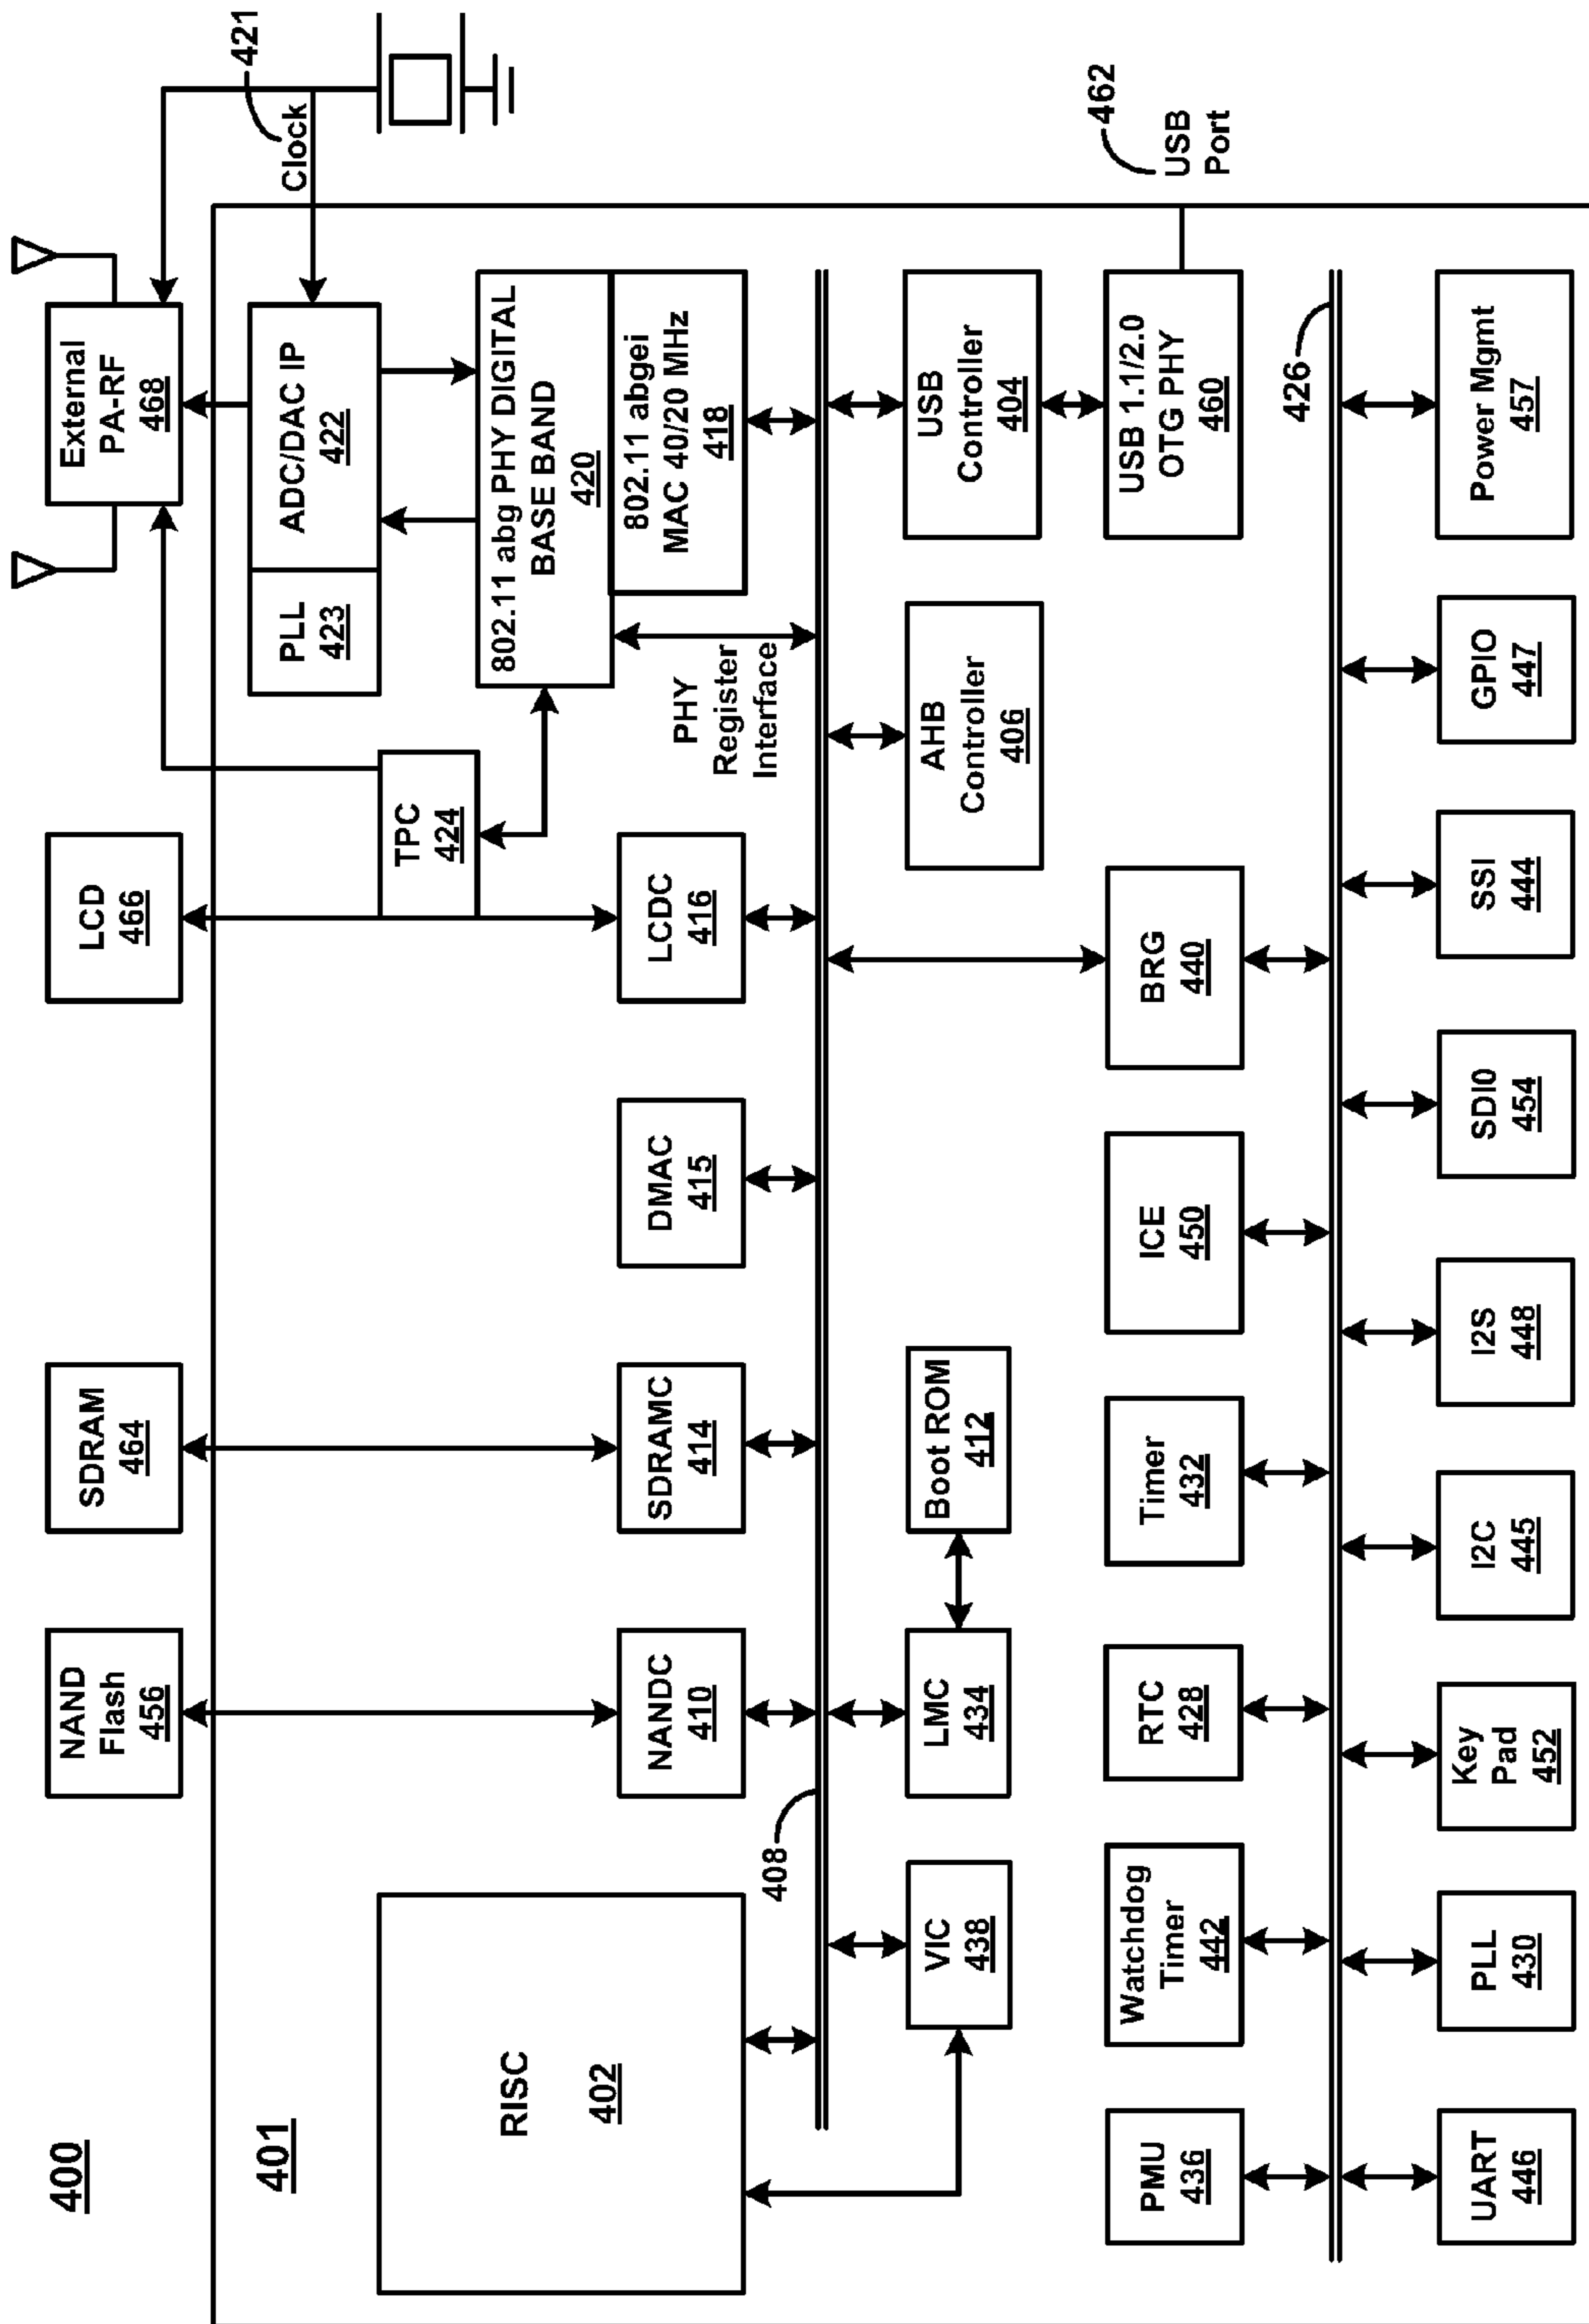 400
401
NAND
Flash
456
SDRAM
464
LCD
466
External
PA-RF
468
421
Clock
RISC
402
TPC
424
PLL
423
ADC/DAC IP
422
802.11 abg PHY DIGITAL
BASE BAND
420
802.11 abgei
MAC 40/20 MHz
418
NANDC
410
SDRAMC
414
DMAC
415
LCDC
416
PHY
Register
Interface
408
VIC
438
LMC
434
Boot ROM
412
AHB
Controller
406
USB
Controller
404
462
USB
Port
PMU
436
Watchdog
Timer
442
RTC
428
Timer
432
ICE
450
BRG
440
USB 1.1/2.0
OTG PHY
460
426
UART
446
PLL
430
Key
Pad
452
I2C
445
I2S
448
SDI0
454
SSI
444
GPIO
447
Power Mgmt
457